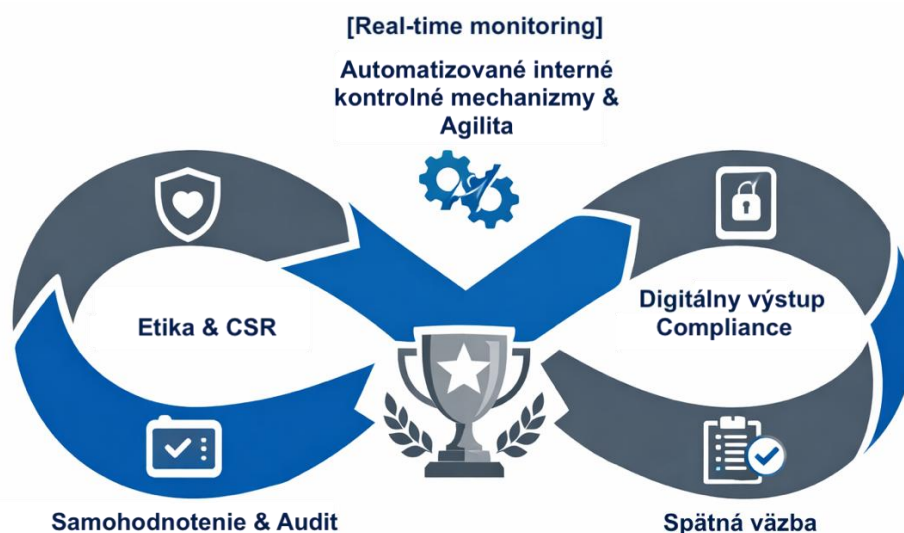 [Real-time monitoring]
Automatizované interné
kontrolné mechanizmy &
Agilita
Etika & CSR
Digitálny výstup
Compliance
Samohodnotenie & Audit
Spätná väzba